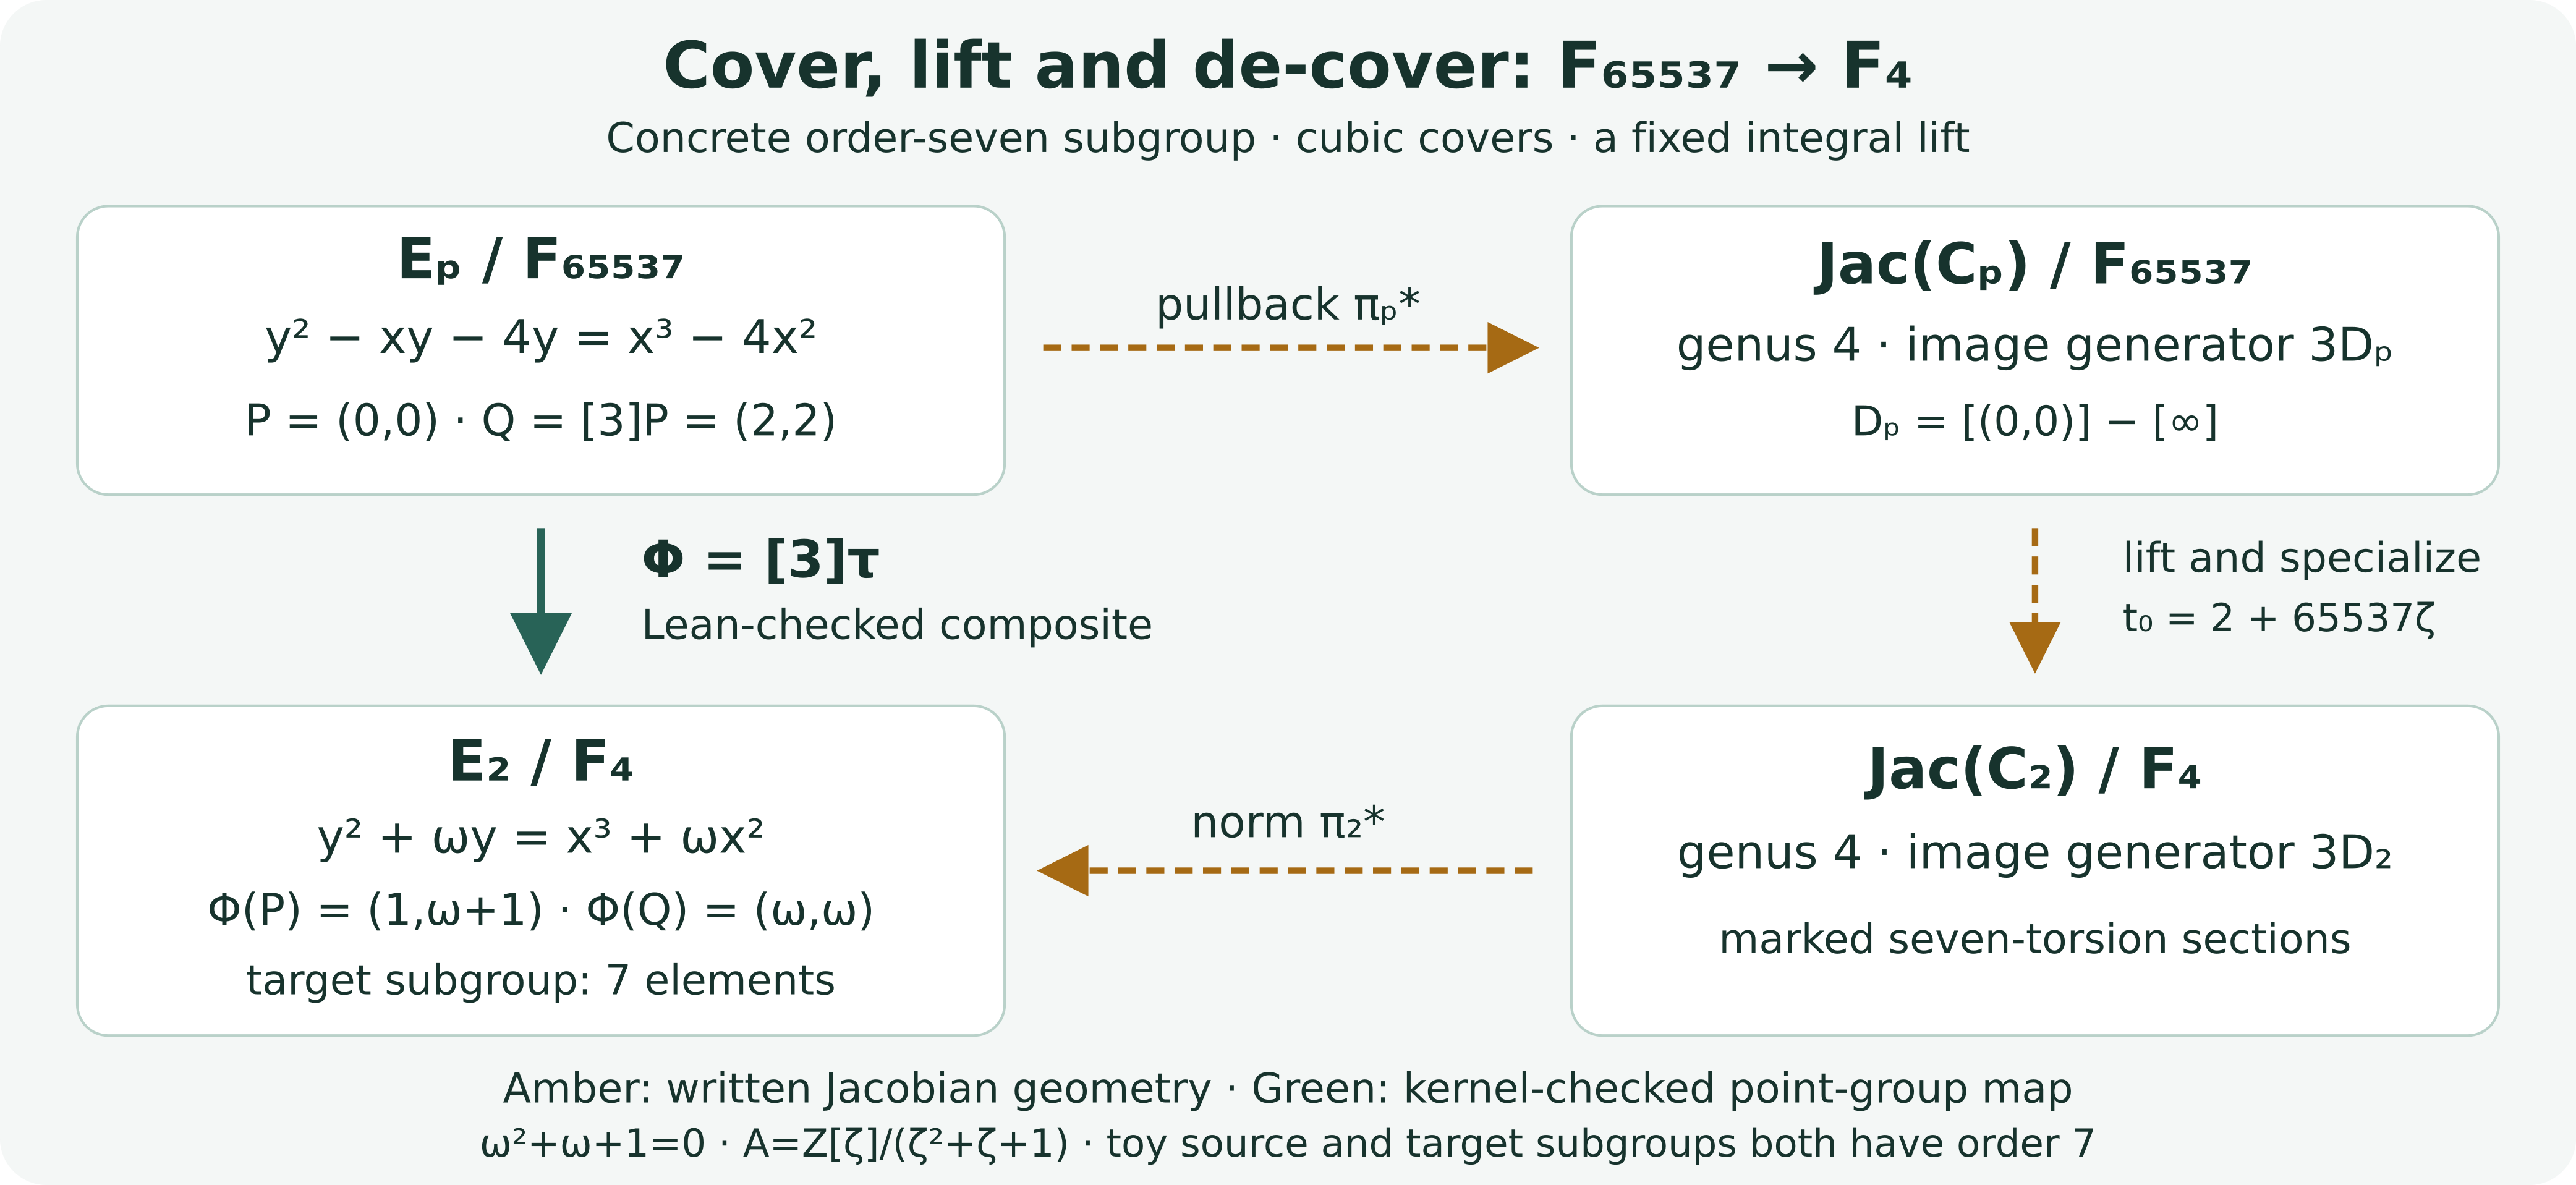 Cover, lift and de-cover: F₆₅₅₃₇ → F₄
Concrete order-seven subgroup · cubic covers · a fixed integral lift
Eₚ / F₆₅₅₃₇
y² − xy − 4y = x³ − 4x²
P = (0,0) · Q = [3]P = (2,2)
pullback πₚ*
Jac(Cₚ) / F₆₅₅₃₇
genus 4 · image generator 3Dₚ
Dₚ = [(0,0)] − [∞]
Φ = [3]τ
Lean-checked composite
lift and specialize
t₀ = 2 + 65537ζ
E₂ / F₄
y² + ωy = x³ + ωx²
Φ(P) = (1,ω+1) · Φ(Q) = (ω,ω)
target subgroup: 7 elements
norm π₂*
Jac(C₂) / F₄
genus 4 · image generator 3D₂
marked seven-torsion sections
Amber: written Jacobian geometry · Green: kernel-checked point-group map
ω²+ω+1=0 · A=Z[ζ]/(ζ²+ζ+1) · toy source and target subgroups both have order 7